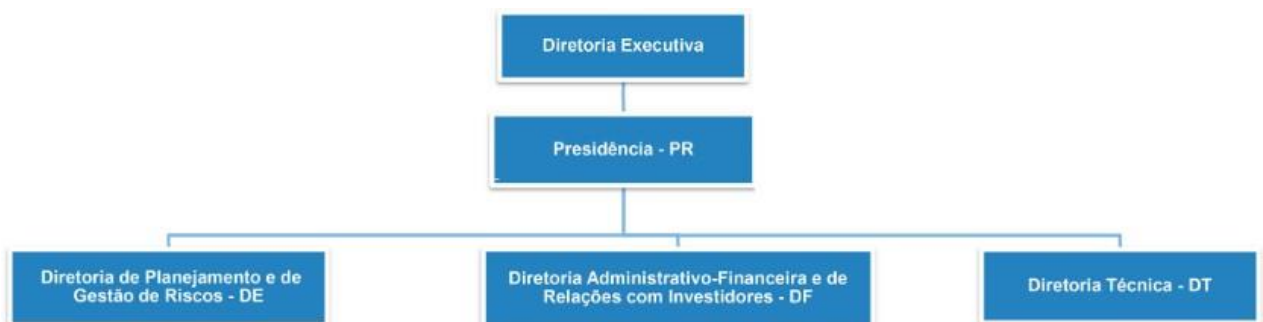 Diretoria Executiva
Presidência - PR
Diretoria de Planejamento e de
Gestão de Riscos - DE
Diretoria Administrativo-Financeira e de
Relações com Investidores - DF
Diretoria Técnica - DT